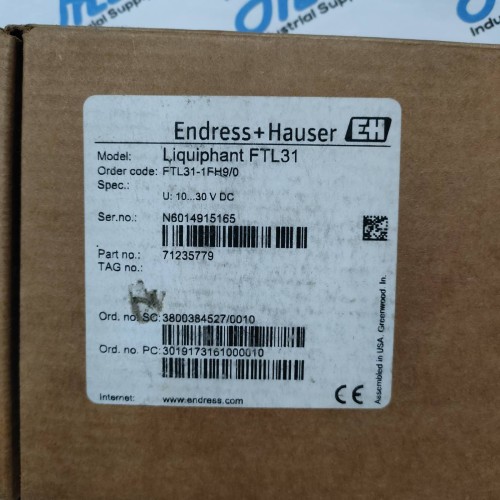 Endress+Hauser EH
Model: Liquiphant FTL31
Order code: FTL31-1FH9/0
Spec.:
U: 10...30 V DC
Ser.no.: N6014915165
Part no.: 71235779
TAG no.:
Ord. no. SC: 3800384527/0010
Ord. no. PC: 3019173161000010
Internet: www.endress.com
CE
Assembled in USA, Greenwood. In.